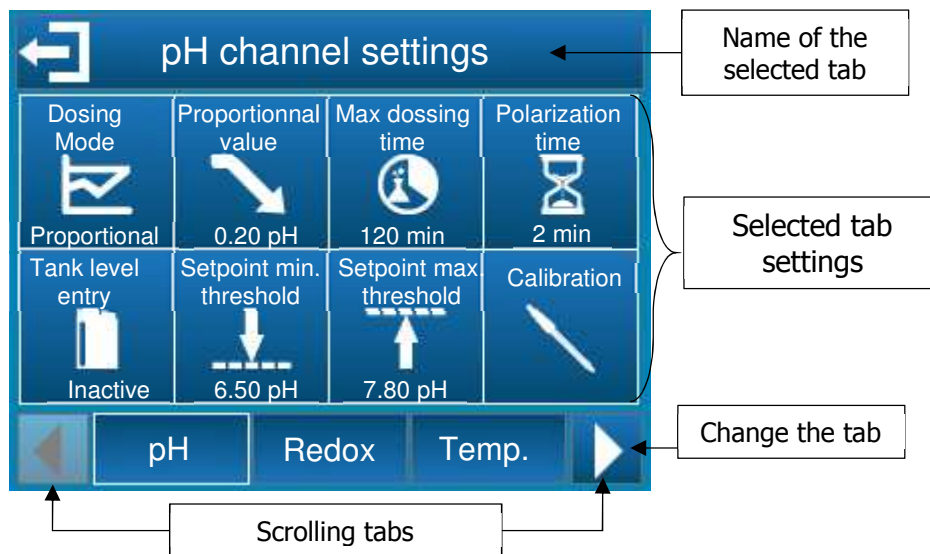 pH channel settings
Name of the
selected tab
Dosing
Mode
Proportional
Proportionnal
value
0.20 pH
Max dossing
time
120 min
Polarization
time
2 min
Tank level
entry
Inactive
Setpoint min.
threshold
6.50 pH
Setpoint max.
threshold
7.80 pH
Calibration
Selected tab
settings
pH
Redox
Temp.
Change the tab
Scrolling tabs